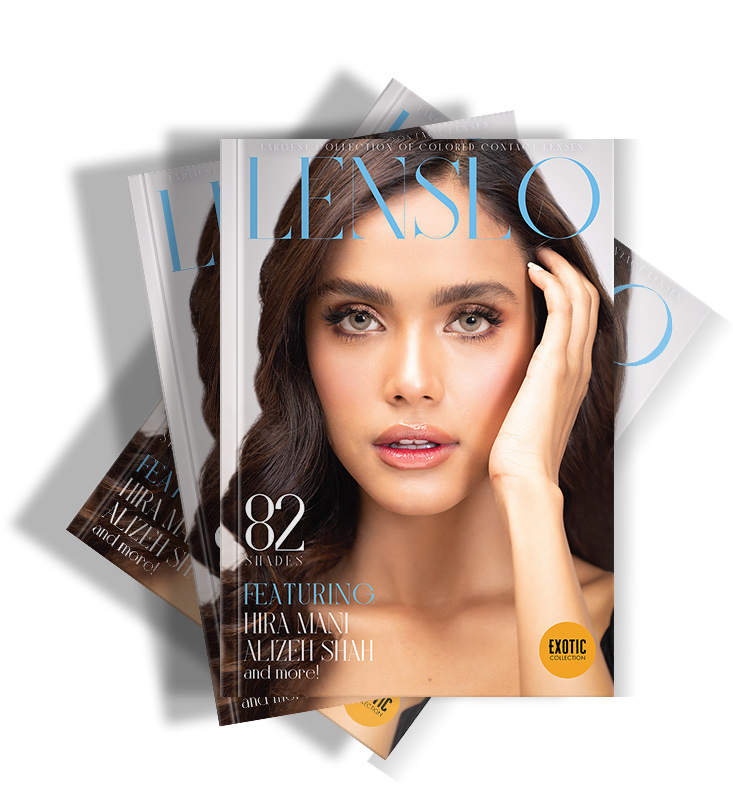 LARGEST COLLECTION OF COLORED CONTACT LENSES
LENSLO
82
SHADES
FEATURING
HIRA MANI
ALIZEH SHAH
and more!
EXOTIC
COLLECTION